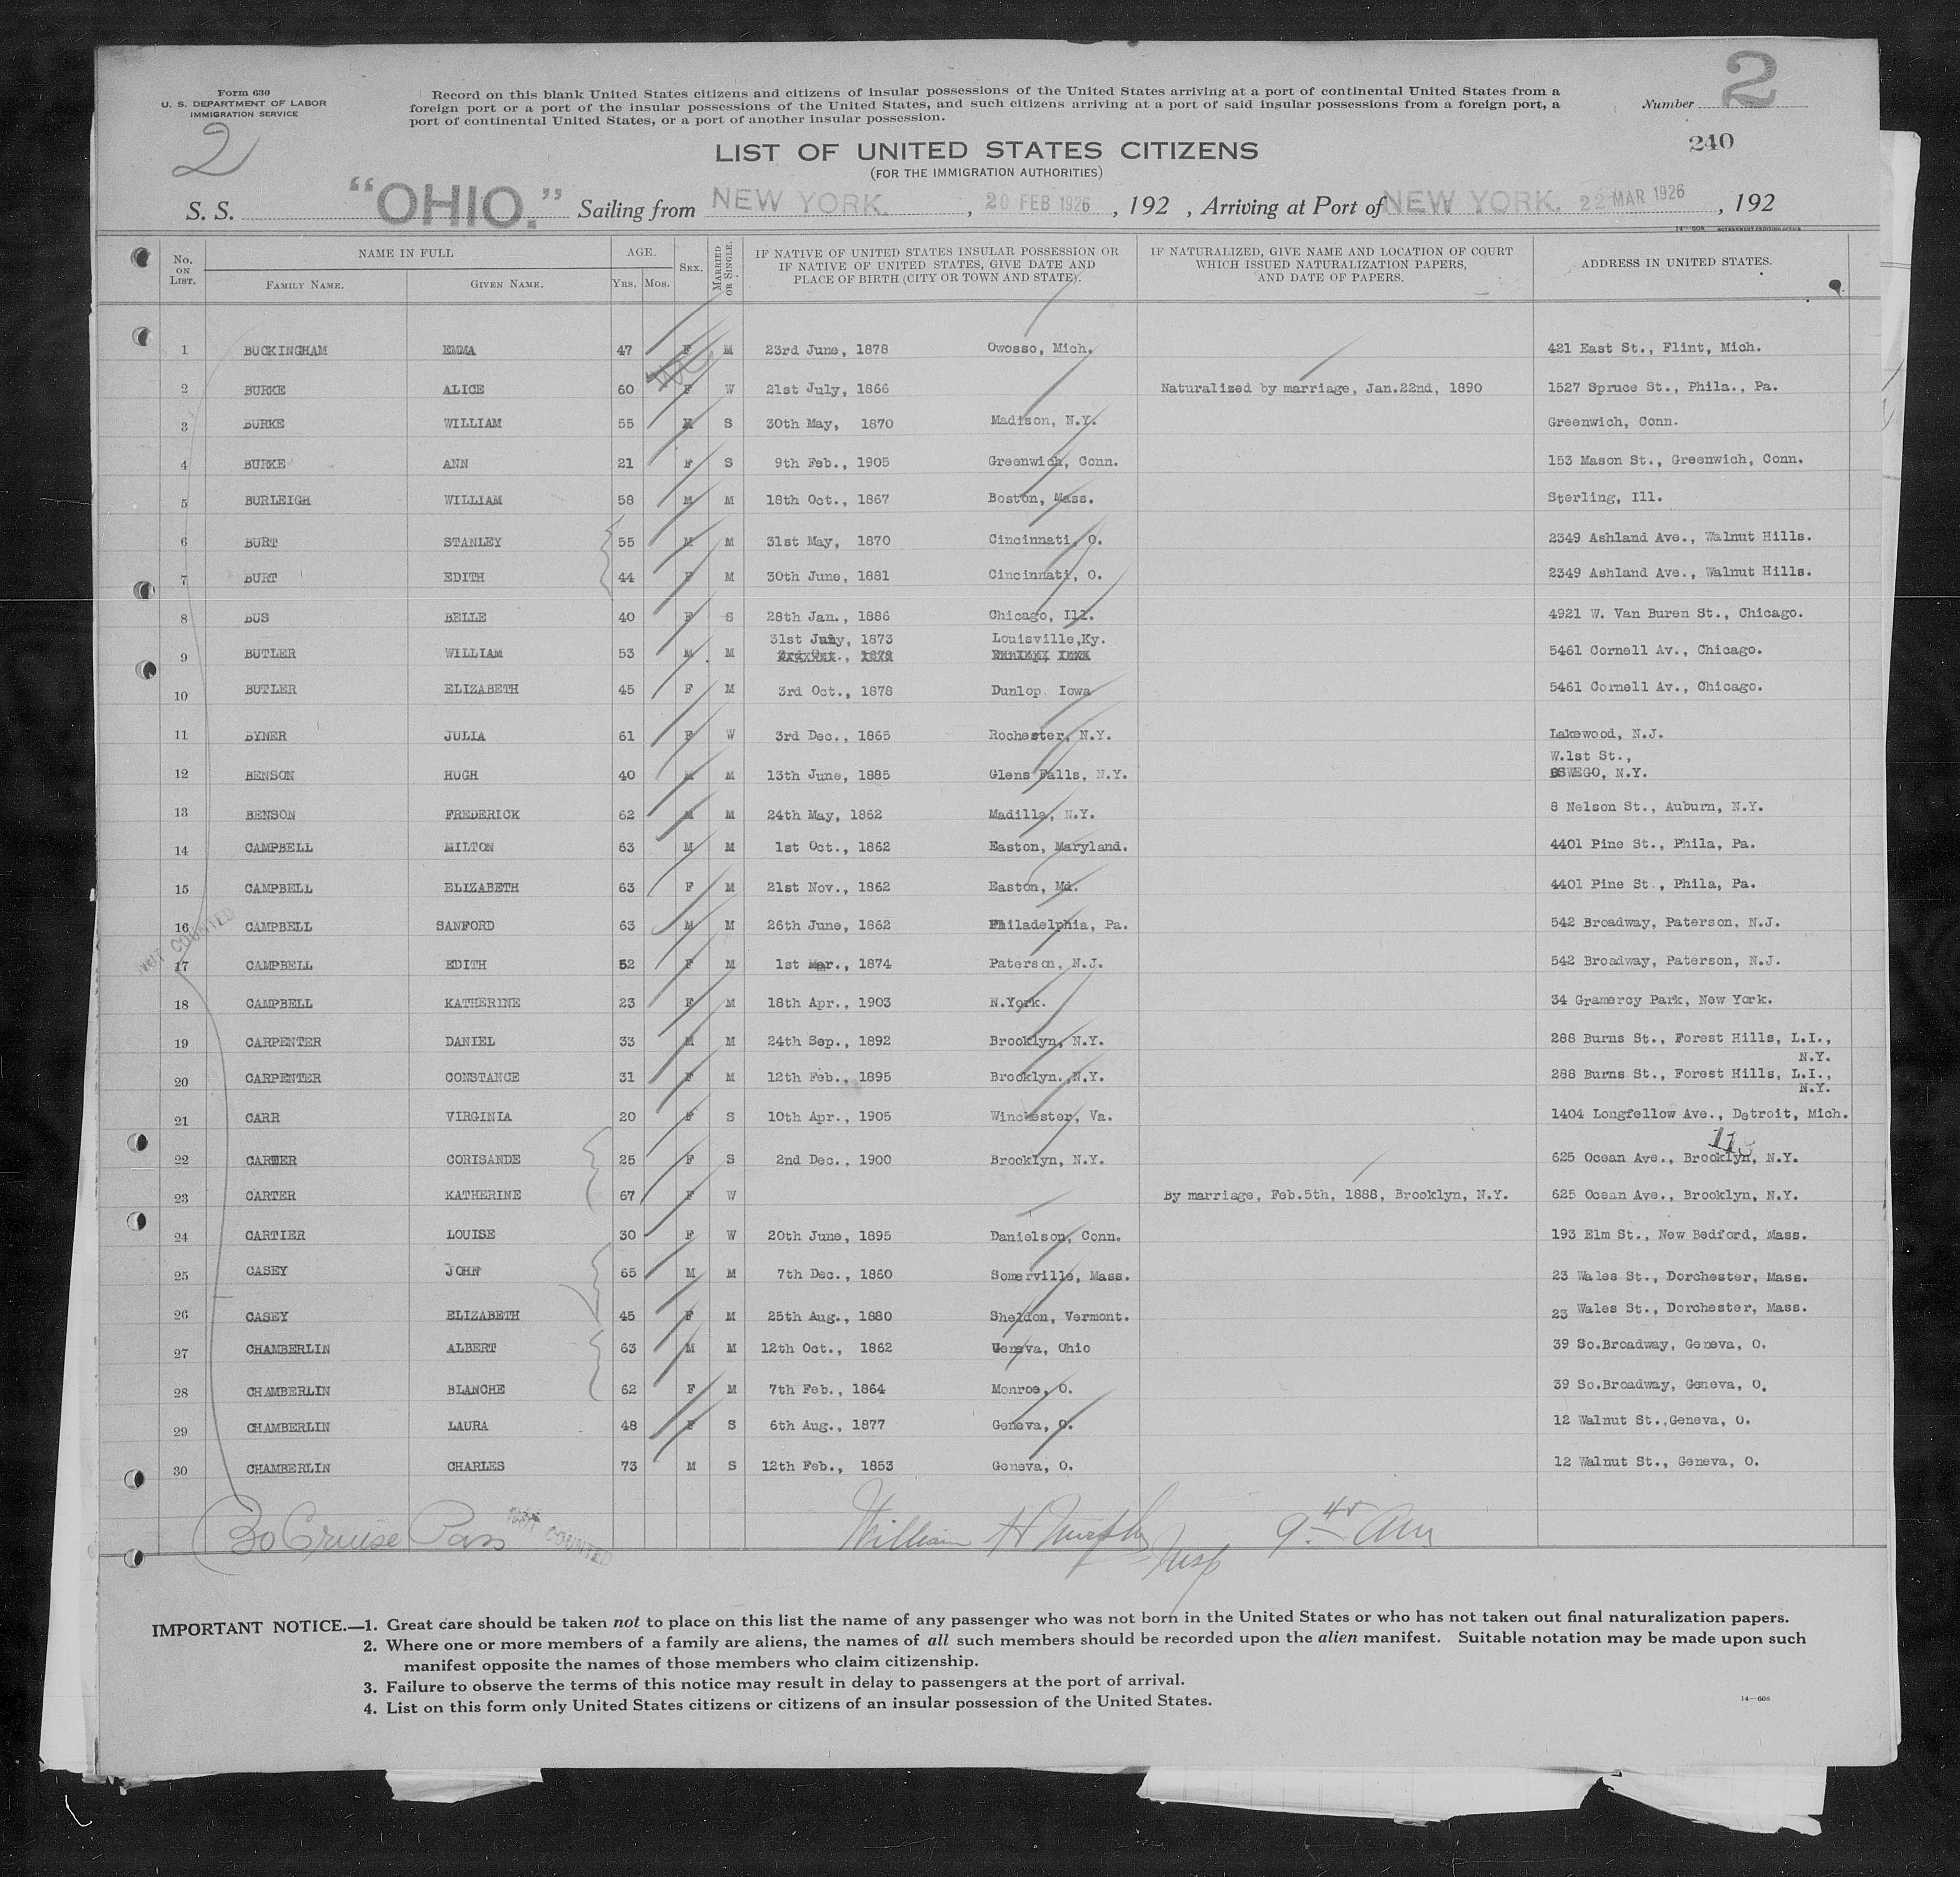 Form 630
U. S. DEPARTMENT OF LABOR
IMMIGRATION SERVICE
Record on this blank United States citizens and citizens of insular possessions of the United States arriving at a port of continental United States from a
foreign port or a port of the insular possessions of the United States, and such citizens arriving at a port of said insular possessions from a foreign port, a
port of continental United States, or a port of another insular possession.
Number 2
2
240
LIST OF UNITED STATES CITIZENS
(FOR THE IMMIGRATION AUTHORITIES)
S. S. "OHIO." Sailing from NEW YORK. , 20 FEB 1926 , 192 , Arriving at Port of NEW YORK. 22 MAR 1926 , 192
14-608 GOVERNMENT PRINTING OFFICE
No. ON LIST. NAME IN FULL FAMILY NAME. GIVEN NAME. AGE. YRS. MOS. SEX. MARRIED OR SINGLE. IF NATIVE OF UNITED STATES INSULAR POSSESSION OR IF NATIVE OF UNITED STATES, GIVE DATE AND PLACE OF BIRTH (CITY OR TOWN AND STATE). IF NATURALIZED, GIVE NAME AND LOCATION OF COURT WHICH ISSUED NATURALIZATION PAPERS, AND DATE OF PAPERS. ADDRESS IN UNITED STATES.
1 BUCKINGHAM EMMA 47 F M 23rd June, 1878 Owosso, Mich. 421 East St., Flint, Mich.
2 BURKE ALICE 60 F W 21st July, 1866 Naturalized by marriage, Jan.22nd, 1890 1527 Spruce St., Phila., Pa.
3 BURKE WILLIAM 55 M S 30th May, 1870 Madison, N.Y. Greenwich, Conn.
4 BURKE ANN 21 F S 9th Feb., 1905 Greenwich, Conn. 153 Mason St., Greenwich, Conn.
5 BURLEIGH WILLIAM 58 M M 18th Oct., 1867 Boston, Mass. Sterling, Ill.
6 BURT STANLEY 55 M M 31st May, 1870 Cincinnati, O. 2349 Ashland Ave., Walnut Hills.
7 BURT EDITH 44 F M 30th June, 1881 Cincinnati, O. 2349 Ashland Ave., Walnut Hills.
8 BUS BELLE 40 F S 28th Jan., 1886 Chicago, Ill. 4921 W. Van Buren St., Chicago.
31st July, 1873 Louisville,Ky.
9 BUTLER WILLIAM 53 M M 5461 Cornell Av., Chicago.
10 BUTLER ELIZABETH 45 F M 3rd Oct., 1878 Dunlop Iowa 5461 Cornell Av., Chicago.
11 BYNER JULIA 61 F W 3rd Dec., 1865 Rochester, N.Y. Lakewood, N.J.
W.1st St.,
12 BENSON HUGH 40 M M 13th June, 1885 Glens Falls, N.Y. OSWEGO, N.Y.
13 BENSON FREDERICK 62 M M 24th May, 1862 Madilla, N.Y. 8 Nelson St., Auburn, N.Y.
14 CAMPBELL MILTON 63 M M 1st Oct., 1862 Easton, Maryland. 4401 Pine St., Phila, Pa.
15 CAMPBELL ELIZABETH 63 F M 21st Nov., 1862 Easton, Md. 4401 Pine St., Phila, Pa.
16 CAMPBELL SANFORD 63 M M 26th June, 1862 Philadelphia, Pa. 542 Broadway, Paterson, N.J.
NOT COUNTED
17 CAMPBELL EDITH 52 F M 1st Mar., 1874 Paterson, N.J. 542 Broadway, Paterson, N.J.
18 CAMPBELL KATHERINE 23 F M 18th Apr., 1903 N.York. 34 Gramercy Park, New York.
19 CARPENTER DANIEL 33 M M 24th Sep., 1892 Brooklyn, N.Y. 288 Burns St., Forest Hills, L.I.,
N.Y.
20 CARPENTER CONSTANCE 31 F M 12th Feb., 1895 Brooklyn., N.Y. 288 Burns St., Forest Hills, L.I.,
N.Y.
21 CARR VIRGINIA 20 F S 10th Apr., 1905 Winchester, Va. 1404 Longfellow Ave., Detroit, Mich.
22 CARTER CORISANDE 25 F S 2nd Dec., 1900 Brooklyn, N.Y. 625 Ocean Ave., Brooklyn, N.Y.
23 CARTER KATHERINE 67 F W By marriage, Feb.5th, 1888, Brooklyn, N.Y. 625 Ocean Ave., Brooklyn, N.Y.
24 CARTIER LOUISE 30 F W 20th June, 1895 Danielson, Conn. 193 Elm St., New Bedford, Mass.
25 CASEY JOHN 65 M M 7th Dec., 1860 Somerville, Mass. 23 Wales St., Dorchester, Mass.
26 CASEY ELIZABETH 45 F M 25th Aug., 1880 Sheldon, Vermont. 23 Wales St., Dorchester, Mass.
27 CHAMBERLIN ALBERT 63 M M 12th Oct., 1862 Geneva, Ohio 39 So.Broadway, Geneva, O.
28 CHAMBERLIN BLANCHE 62 F M 7th Feb., 1864 Monroe, O. 39 So.Broadway, Geneva, O.
29 CHAMBERLIN LAURA 48 F S 6th Aug., 1877 Geneva, O. 12 Walnut St.,Geneva, O.
30 CHAMBERLIN CHARLES 73 M S 12th Feb., 1853 Geneva, O. 12 Walnut St., Geneva, O.
30 Cruise Pass NOT COUNTED William H Murphy Insp 9 45 Am
IMPORTANT NOTICE.—1. Great care should be taken not to place on this list the name of any passenger who was not born in the United States or who has not taken out final naturalization papers.
2. Where one or more members of a family are aliens, the names of all such members should be recorded upon the alien manifest. Suitable notation may be made upon such
manifest opposite the names of those members who claim citizenship.
3. Failure to observe the terms of this notice may result in delay to passengers at the port of arrival.
4. List on this form only United States citizens or citizens of an insular possession of the United States.
14—608